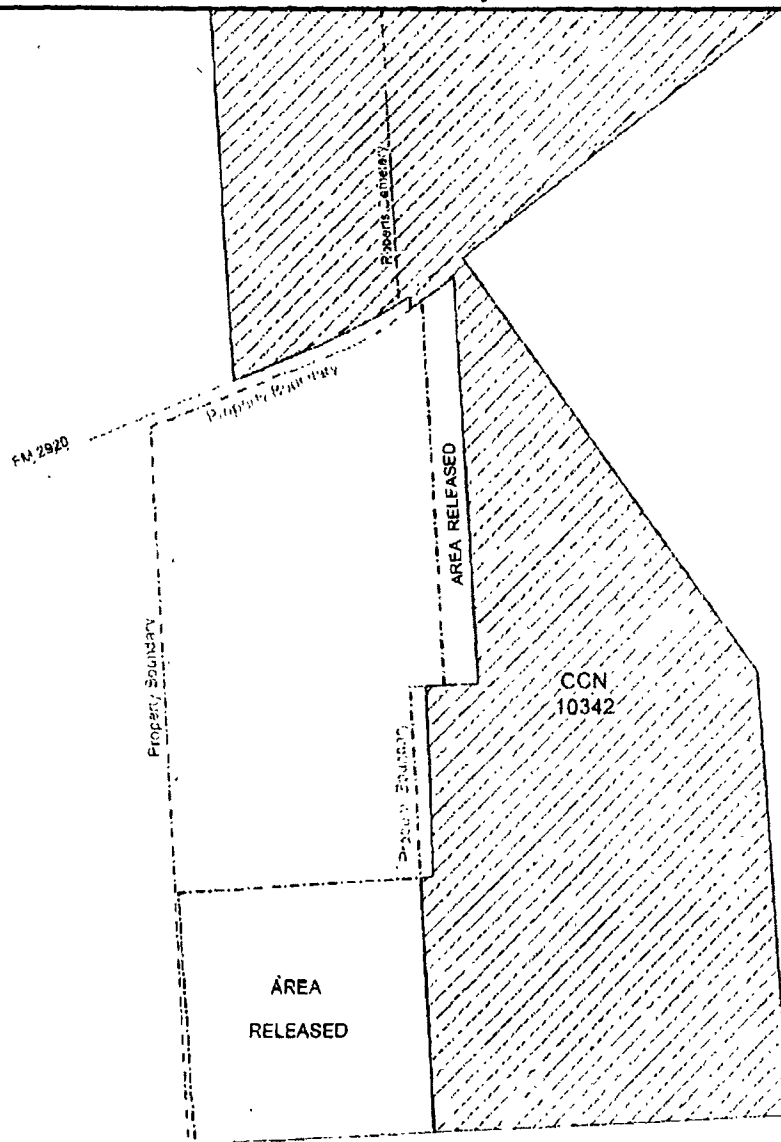 Roberts Cemetery
FM 2920
Property Boundary
AREA RELEASED
Property Boundary
CCN
10342
Property Boundary
AREA
RELEASED